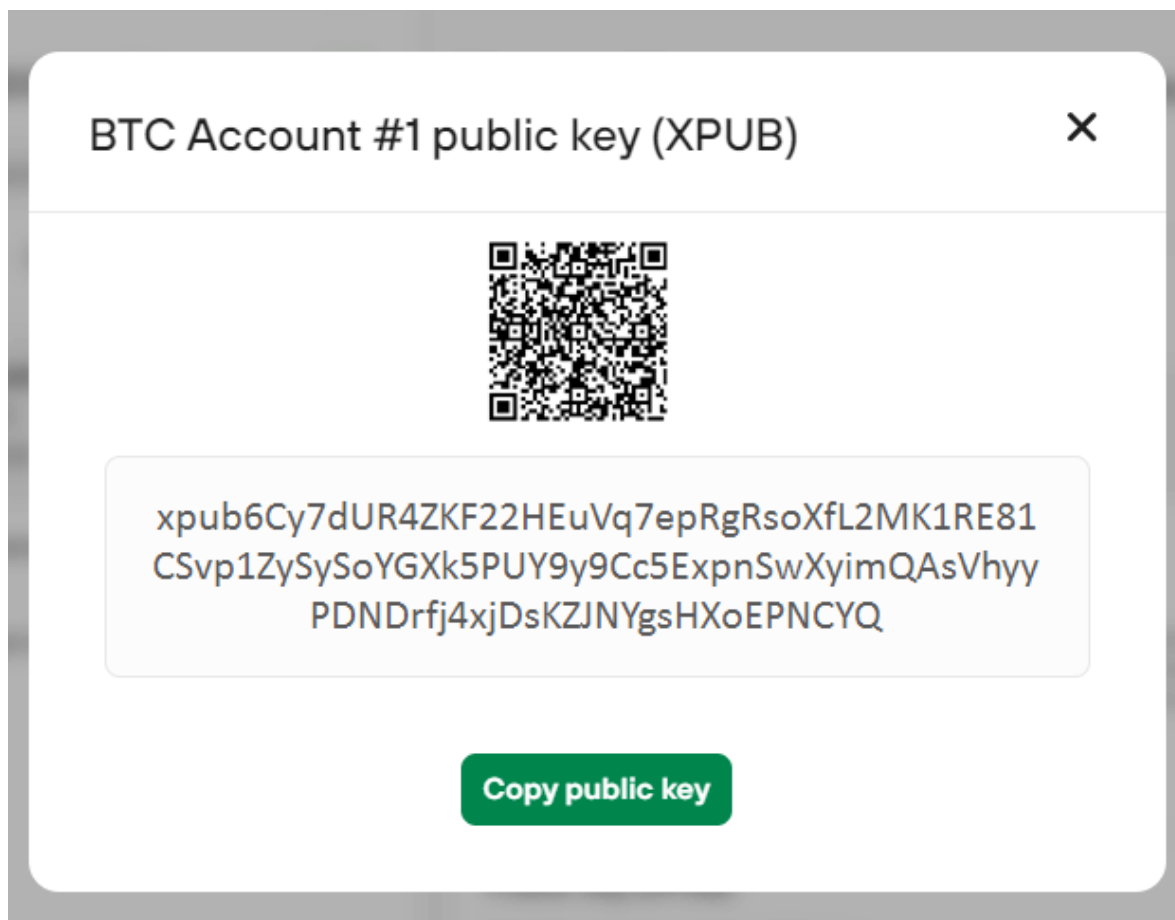 BTC Account #1 public key (XPUB)
xpub6Cy7dUR4ZKF22HEuVq7epRgRsoXfL2MK1RE81
CSvp1ZySySoYGXk5PUY9y9Cc5ExpnSwXyimQAsVhyy
PDNDrfj4xjDsKZJNYgsHXoEPNCYQ
Copy public key